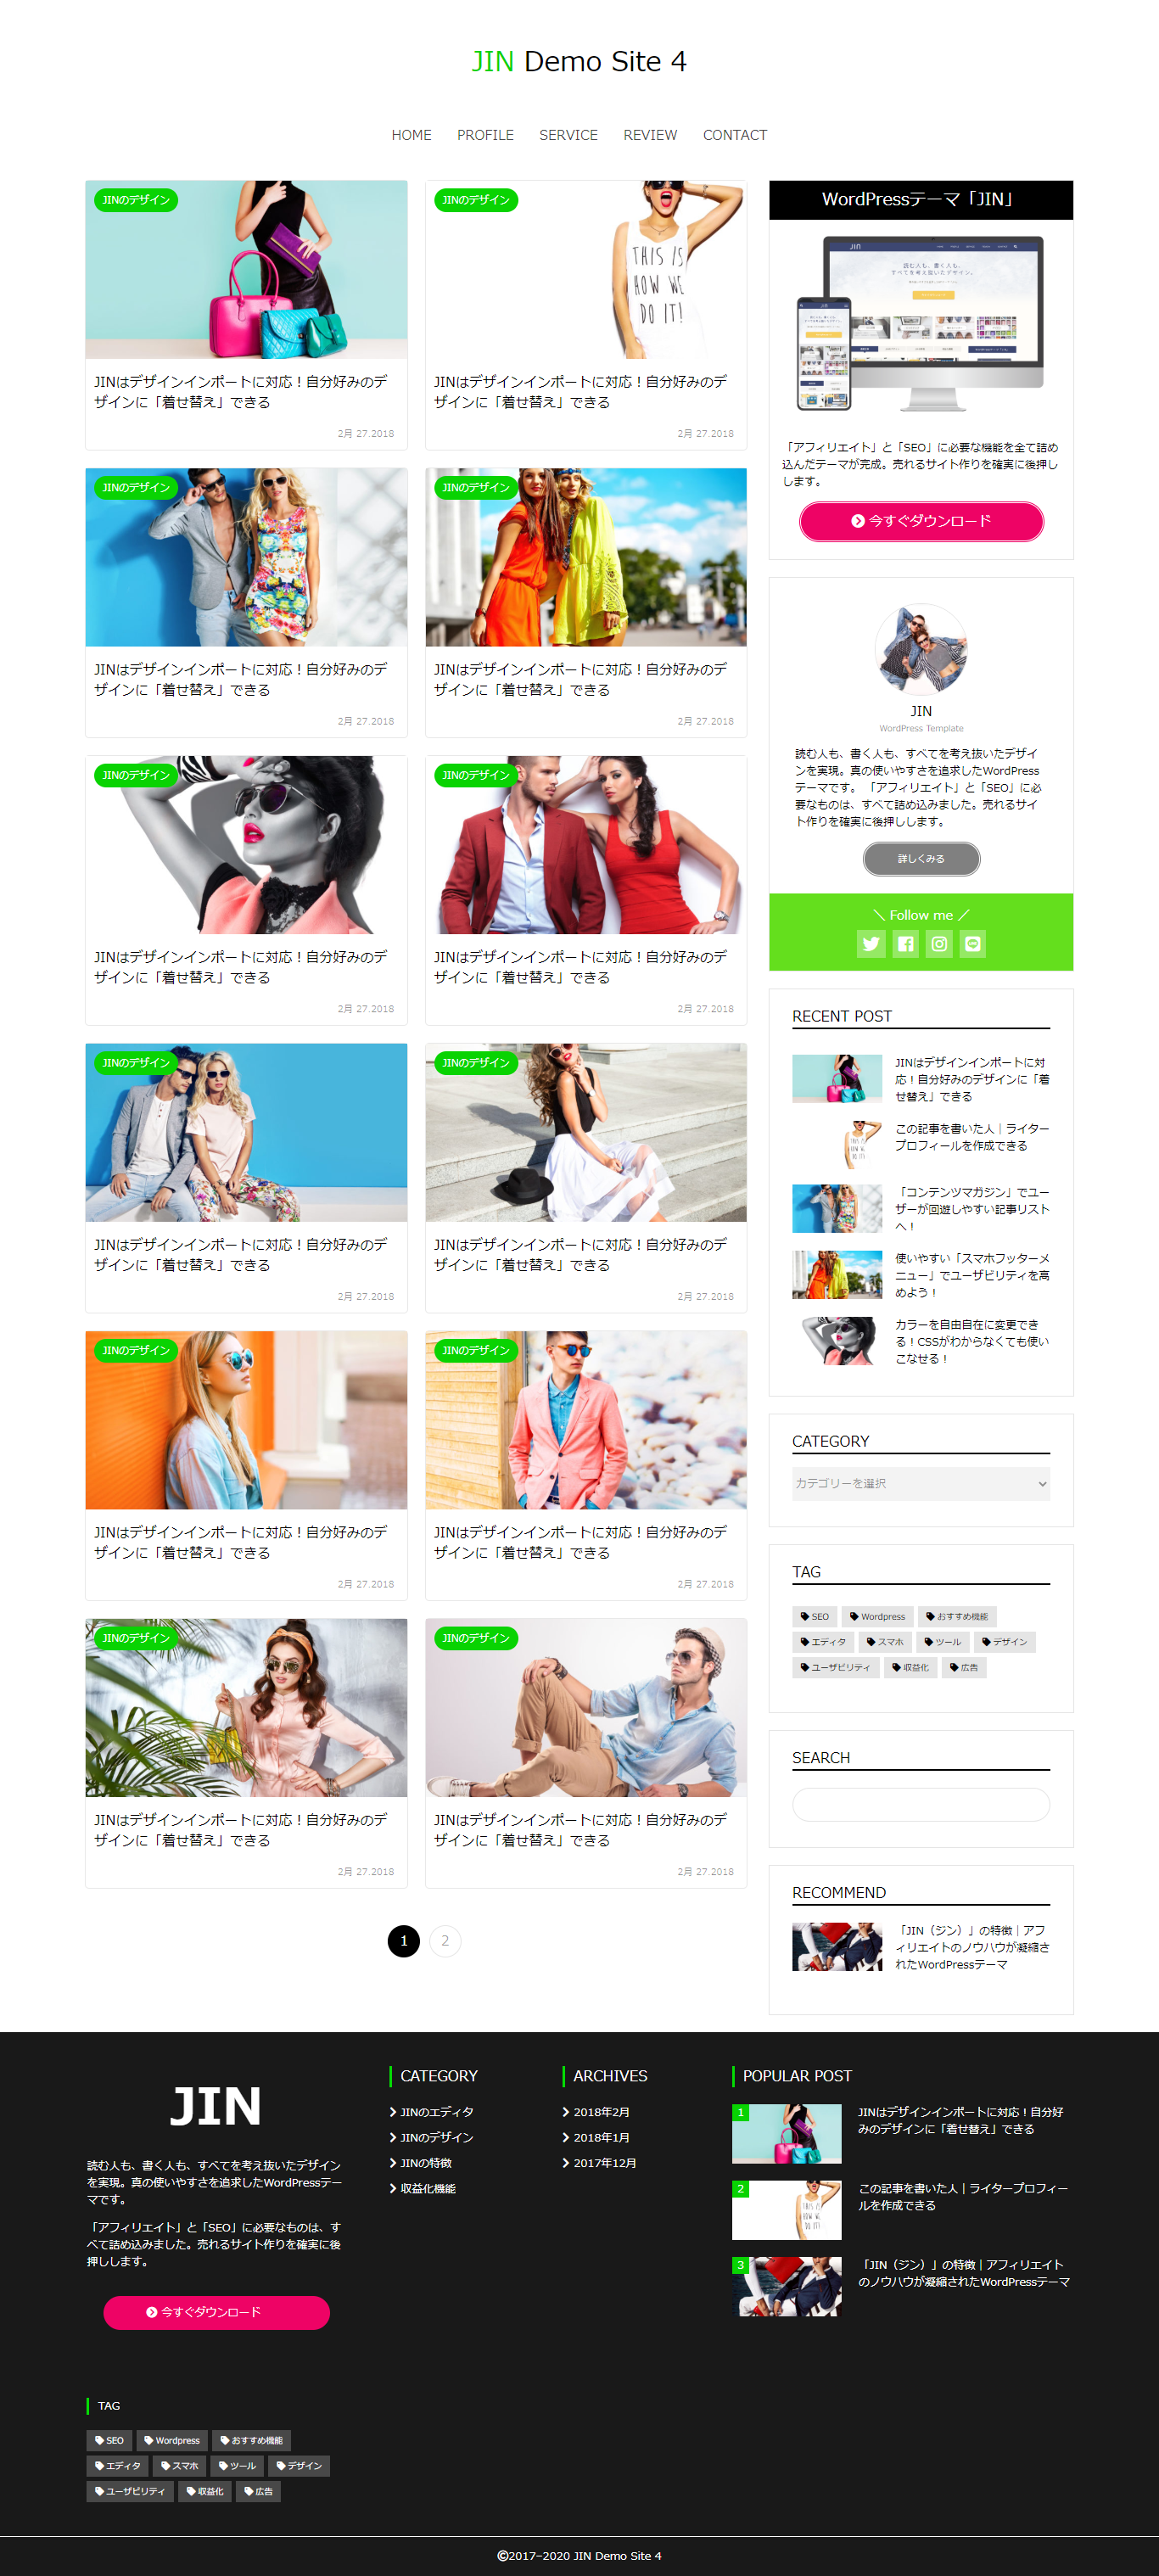 JIN Demo Site 4
HOME PROFILE SERVICE REVIEW CONTACT
JINのデザイン
JINはデザインインポートに対応！自分好みのデ
ザインに「着せ替え」できる
2月 27.2018
JINのデザイン
THIS IS
HOW WE
DO IT!
JINはデザインインポートに対応！自分好みのデ
ザインに「着せ替え」できる
2月 27.2018
JINのデザイン
JINはデザインインポートに対応！自分好みのデ
ザインに「着せ替え」できる
2月 27.2018
JINのデザイン
JINはデザインインポートに対応！自分好みのデ
ザインに「着せ替え」できる
2月 27.2018
JINのデザイン
JINはデザインインポートに対応！自分好みのデ
ザインに「着せ替え」できる
2月 27.2018
JINのデザイン
JINはデザインインポートに対応！自分好みのデ
ザインに「着せ替え」できる
2月 27.2018
JINのデザイン
JINはデザインインポートに対応！自分好みのデ
ザインに「着せ替え」できる
2月 27.2018
JINのデザイン
JINはデザインインポートに対応！自分好みのデ
ザインに「着せ替え」できる
2月 27.2018
JINのデザイン
JINはデザインインポートに対応！自分好みのデ
ザインに「着せ替え」できる
2月 27.2018
JINのデザイン
JINはデザインインポートに対応！自分好みのデ
ザインに「着せ替え」できる
2月 27.2018
JINのデザイン
JINはデザインインポートに対応！自分好みのデ
ザインに「着せ替え」できる
2月 27.2018
JINのデザイン
JINはデザインインポートに対応！自分好みのデ
ザインに「着せ替え」できる
2月 27.2018
1 2
WordPressテーマ「JIN」
JIN
読む人も、書く人も、
すべてを考え抜いたデザイン。
「アフィリエイト」と「SEO」に必要な機能を全て詰め
込んだテーマが完成。売れるサイト作りを確実に後押し
します。
今すぐダウンロード
JIN
WordPress Template
読む人も、書く人も、すべてを考え抜いたデザイ
ンを実現。真の使いやすさを追求したWordPress
テーマです。 「アフィリエイト」と「SEO」に必
要なものは、すべて詰め込みました。売れるサイ
ト作りを確実に後押しします。
詳しくみる
＼ Follow me ／
RECENT POST
JINはデザインインポートに対
応！自分好みのデザインに「着
せ替え」できる
この記事を書いた人｜ライター
プロフィールを作成できる
「コンテンツマガジン」でユー
ザーが回遊しやすい記事リスト
へ！
使いやすい「スマホフッターメ
ニュー」でユーザビリティを高
めよう！
カラーを自由自在に変更でき
る！CSSがわからなくても使い
こなせる！
CATEGORY
カテゴリーを選択
TAG
SEO Wordpress おすすめ機能
エディタ スマホ ツール デザイン
ユーザビリティ 収益化 広告
SEARCH
RECOMMEND
「JIN（ジン）」の特徴｜アフ
ィリエイトのノウハウが凝縮さ
れたWordPressテーマ
JIN
読む人も、書く人も、すべてを考え抜いたデザイン
を実現。真の使いやすさを追求したWordPressテー
マです。
「アフィリエイト」と「SEO」に必要なものは、す
べて詰め込みました。売れるサイト作りを確実に後
押しします。
今すぐダウンロード
TAG
SEO Wordpress おすすめ機能
エディタ スマホ ツール デザイン
ユーザビリティ 収益化 広告
CATEGORY
JINのエディタ
JINのデザイン
JINの特徴
収益化機能
ARCHIVES
2018年2月
2018年1月
2017年12月
POPULAR POST
1
JINはデザインインポートに対応！自分好
みのデザインに「着せ替え」できる
2
この記事を書いた人｜ライタープロフィー
ルを作成できる
3
「JIN（ジン）」の特徴｜アフィリエイト
のノウハウが凝縮されたWordPressテーマ
©2017–2020 JIN Demo Site 4